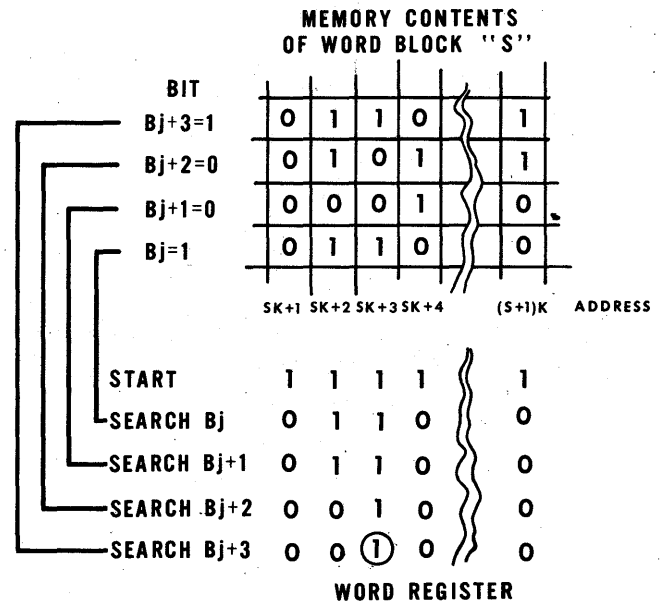 MEMORY CONTENTS
OF WORD BLOCK "S"
BIT
Bj+3=1 0 1 1 0 1
Bj+2=0 0 1 0 1 1
Bj+1=0 0 0 0 1 0
Bj=1 0 1 1 0 0
SK+1 SK+2 SK+3 SK+4 (S+1)K ADDRESS
START 1 1 1 1 1
SEARCH Bj 0 1 1 0 0
SEARCH Bj+1 0 1 1 0 0
SEARCH Bj+2 0 0 1 0 0
SEARCH Bj+3 0 0 1 0 0
WORD REGISTER